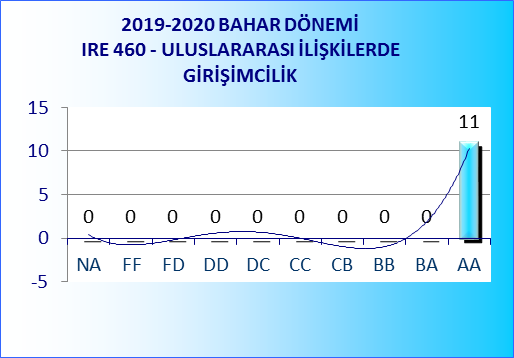 2019-2020 BAHAR DÖNEMİ
IRE 460 - ULUSLARARASI İLİŞKİLERDE
GİRİŞİMCİLİK
15
10
5
0
-5
0 0 0 0 0 0 0 0 0 11
NA FF FD DD DC CC CB BB BA AA